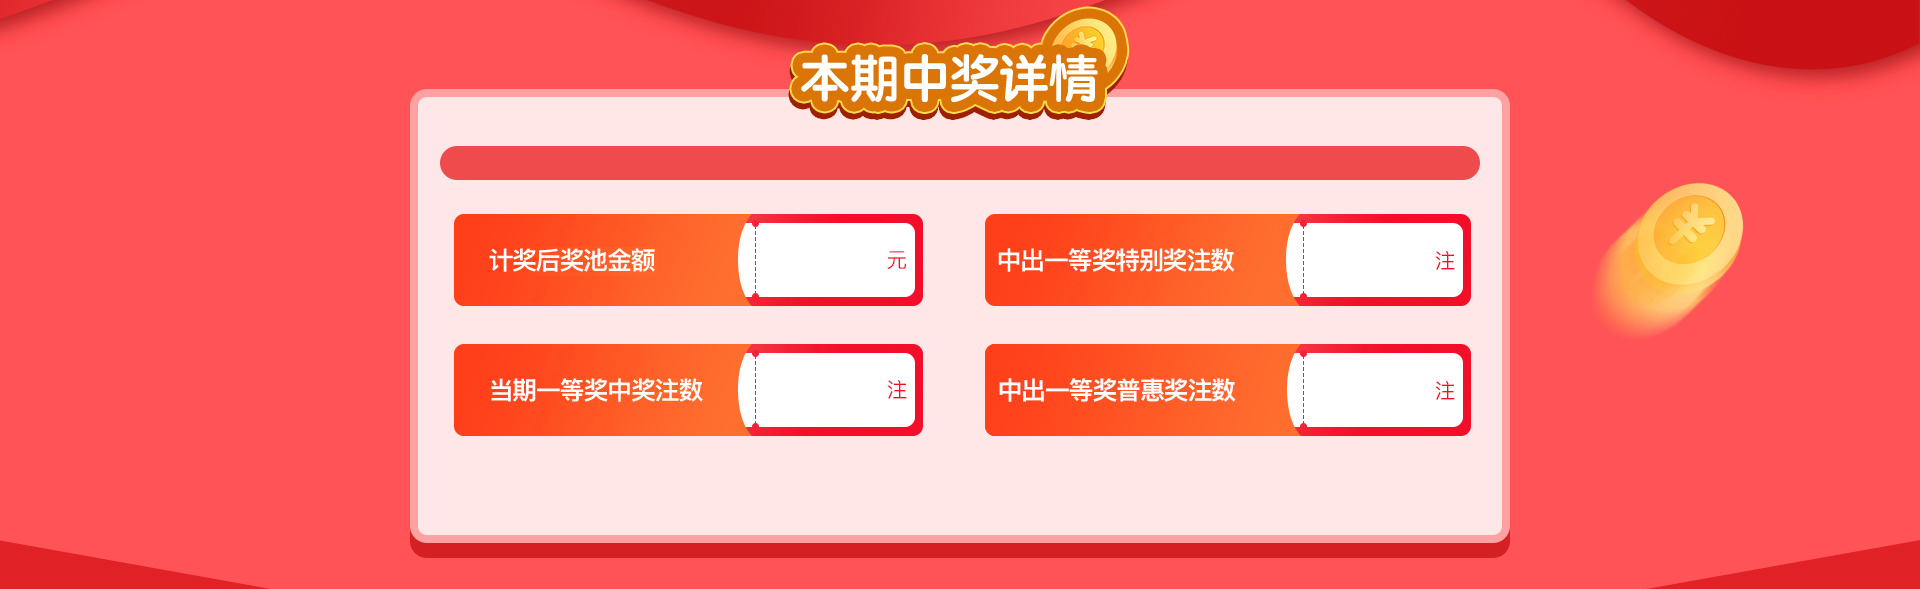 本期中奖详情
计奖后奖池金额 元
中出一等奖特别奖注数 注
当期一等奖中奖注数 注
中出一等奖普惠奖注数 注